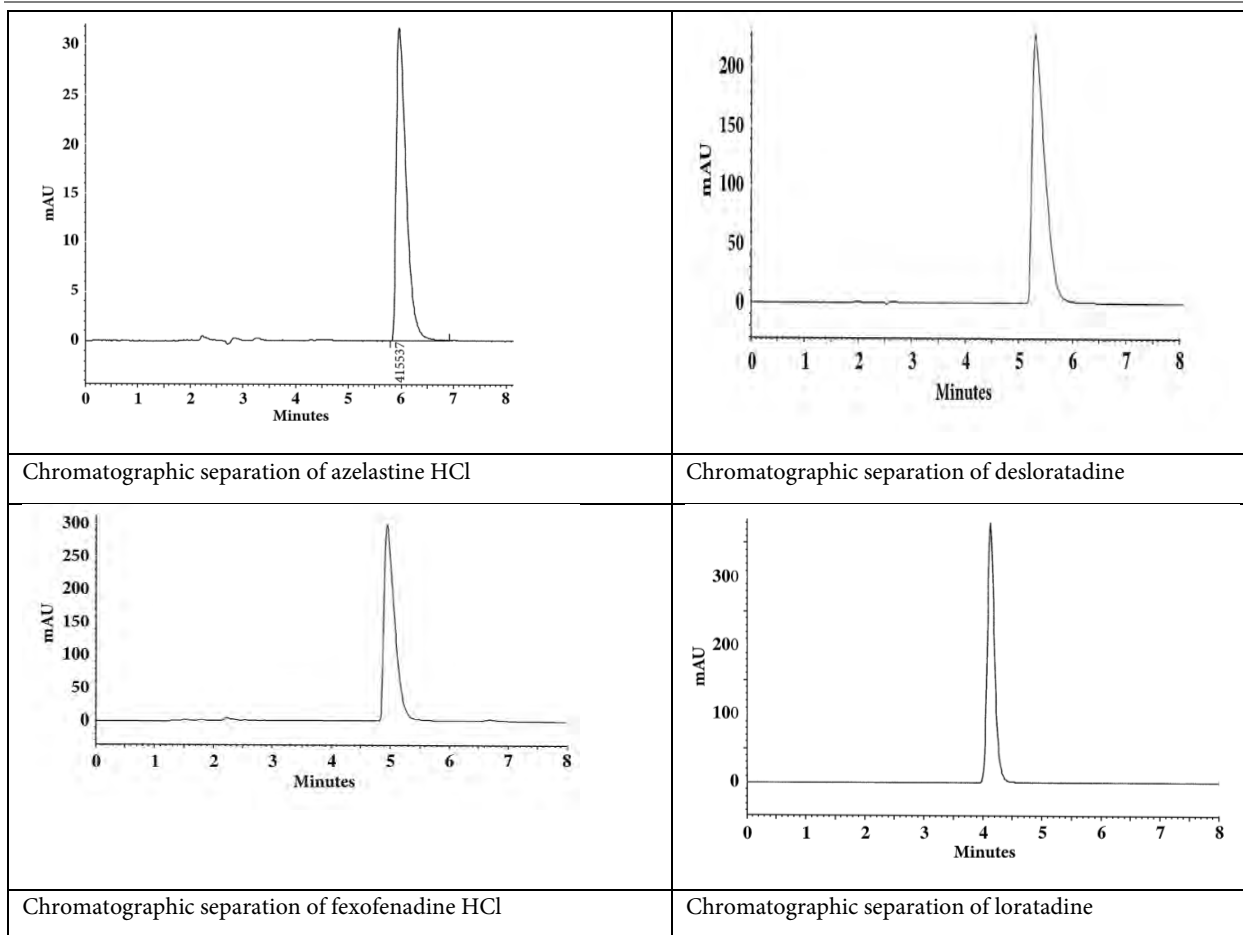 30
25
20
15
10
5
0
mAU
415537
0 1 2 3 4 5 6 7 8
Minutes
Chromatographic separation of azelastine HCl
200
150
100
50
0
mAU
0 1 2 3 4 5 6 7 8
Minutes
Chromatographic separation of desloratadine
300
250
200
150
100
50
0
mAU
0 1 2 3 4 5 6 7 8
Minutes
Chromatographic separation of fexofenadine HCl
300
200
100
0
mAU
0 1 2 3 4 5 6 7 8
Minutes
Chromatographic separation of loratadine